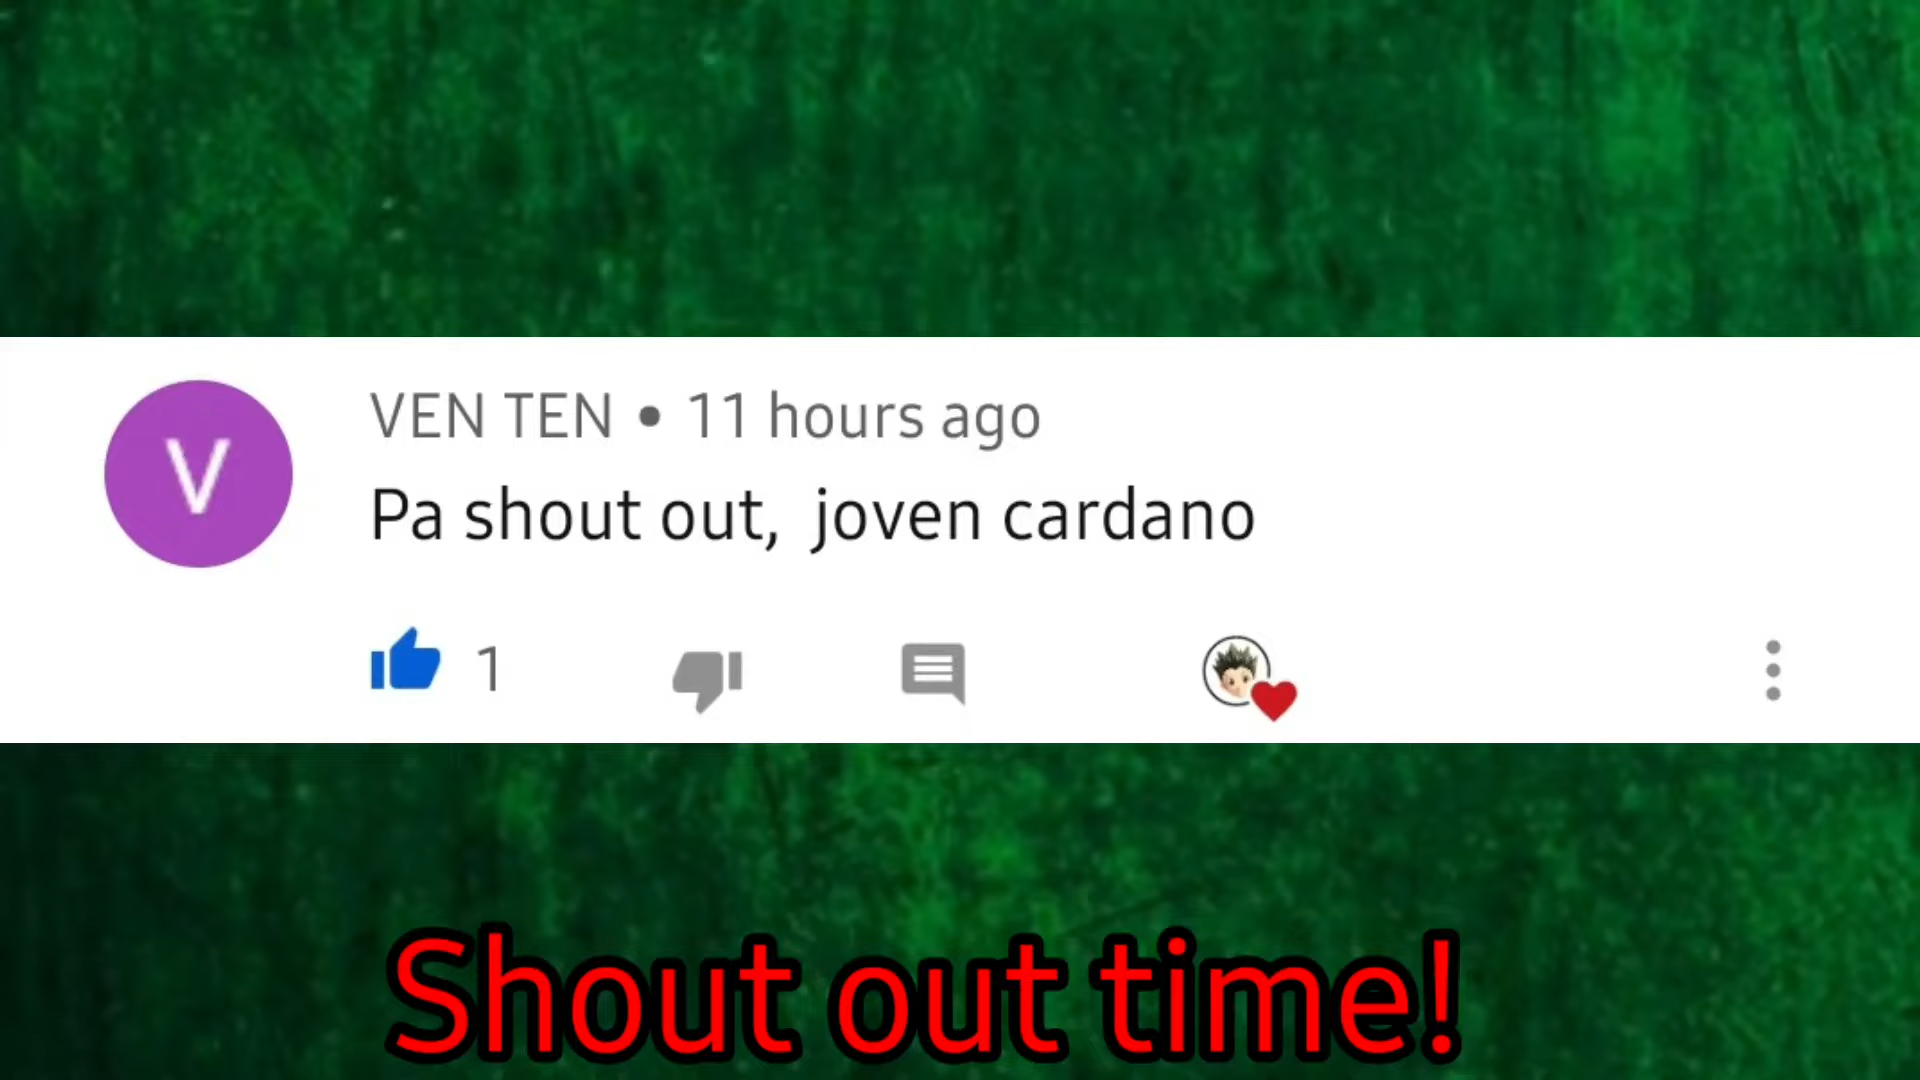 V
VEN TEN • 11 hours ago
Pa shout out, joven cardano
1
Shout out time!